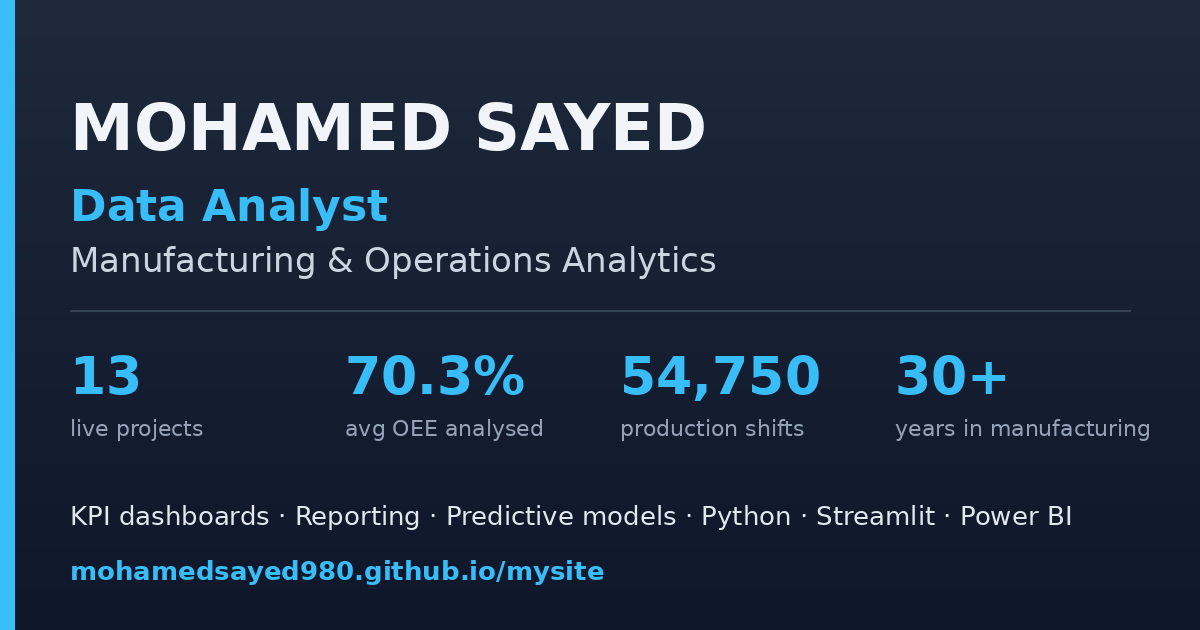 MOHAMED SAYED
Data Analyst
Manufacturing & Operations Analytics
13
live projects
70.3%
avg OEE analysed
54,750
production shifts
30+
years in manufacturing
KPI dashboards · Reporting · Predictive models · Python · Streamlit · Power BI
mohamedsayed980.github.io/mysite